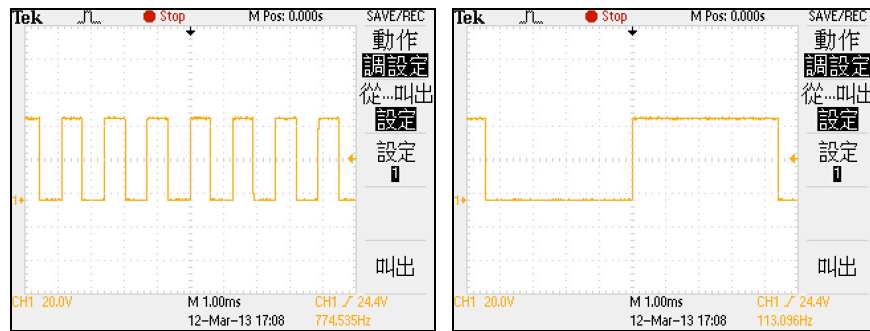 Tek Stop M Pos: 0.000s SAVE/REC
動作
調設定
從...叫出
設定
設定
1
叫出
1
CH1 20.0V M 1.00ms CH1 24.4V
12-Mar-13 17:08 774.535Hz
Tek Stop M Pos: 0.000s SAVE/REC
動作
調設定
從...叫出
設定
設定
1
叫出
1
CH1 20.0V M 1.00ms CH1 24.4V
12-Mar-13 17:08 113.096Hz